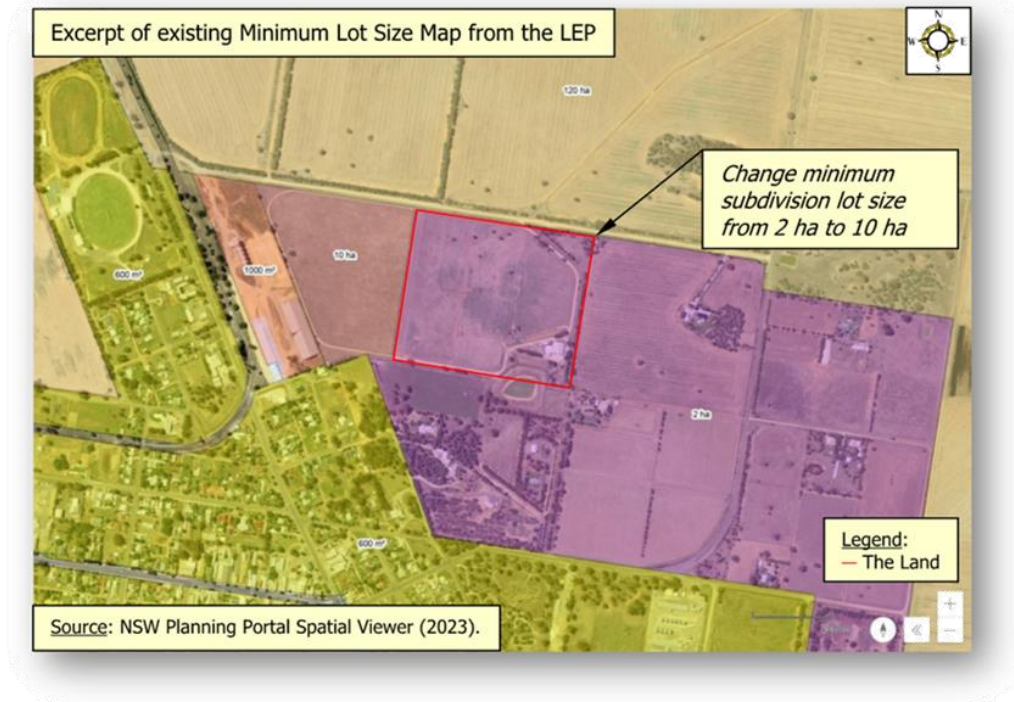 Excerpt of existing Minimum Lot Size Map from the LEP
N
W
E
S
120 ha
Change minimum
subdivision lot size
from 2 ha to 10 ha
10 ha
600 m²
1000 m²
2 ha
600 m²
Legend:
The Land
Source: NSW Planning Portal Spatial Viewer (2023).